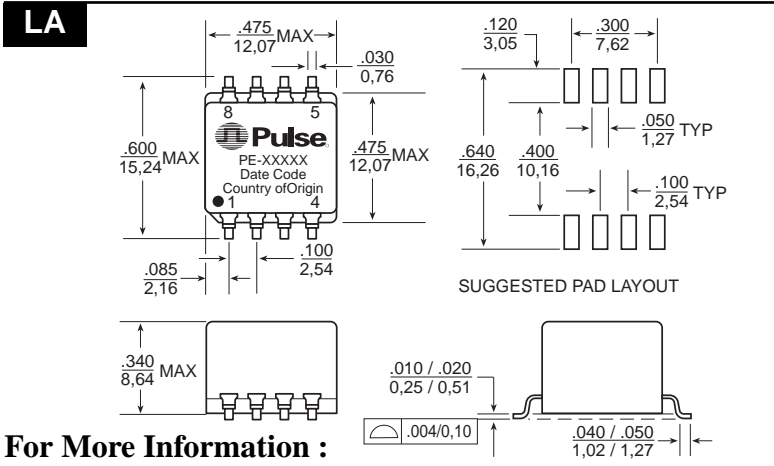 LA
.475
12,07 MAX
.030
0,76
8 5
Pulse
PE-XXXXX
Date Code
Country ofOrigin
1 4
.600
15,24 MAX
.475
12,07 MAX
.100
2,54
.085
2,16
.120
3,05
.300
7,62
.050
1,27 TYP
.640
16,26
.400
10,16
.100
2,54 TYP
SUGGESTED PAD LAYOUT
.340
8,64 MAX
.010 / .020
0,25 / 0,51
.004/0,10
.040 / .050
1,02 / 1,27
For More Information :